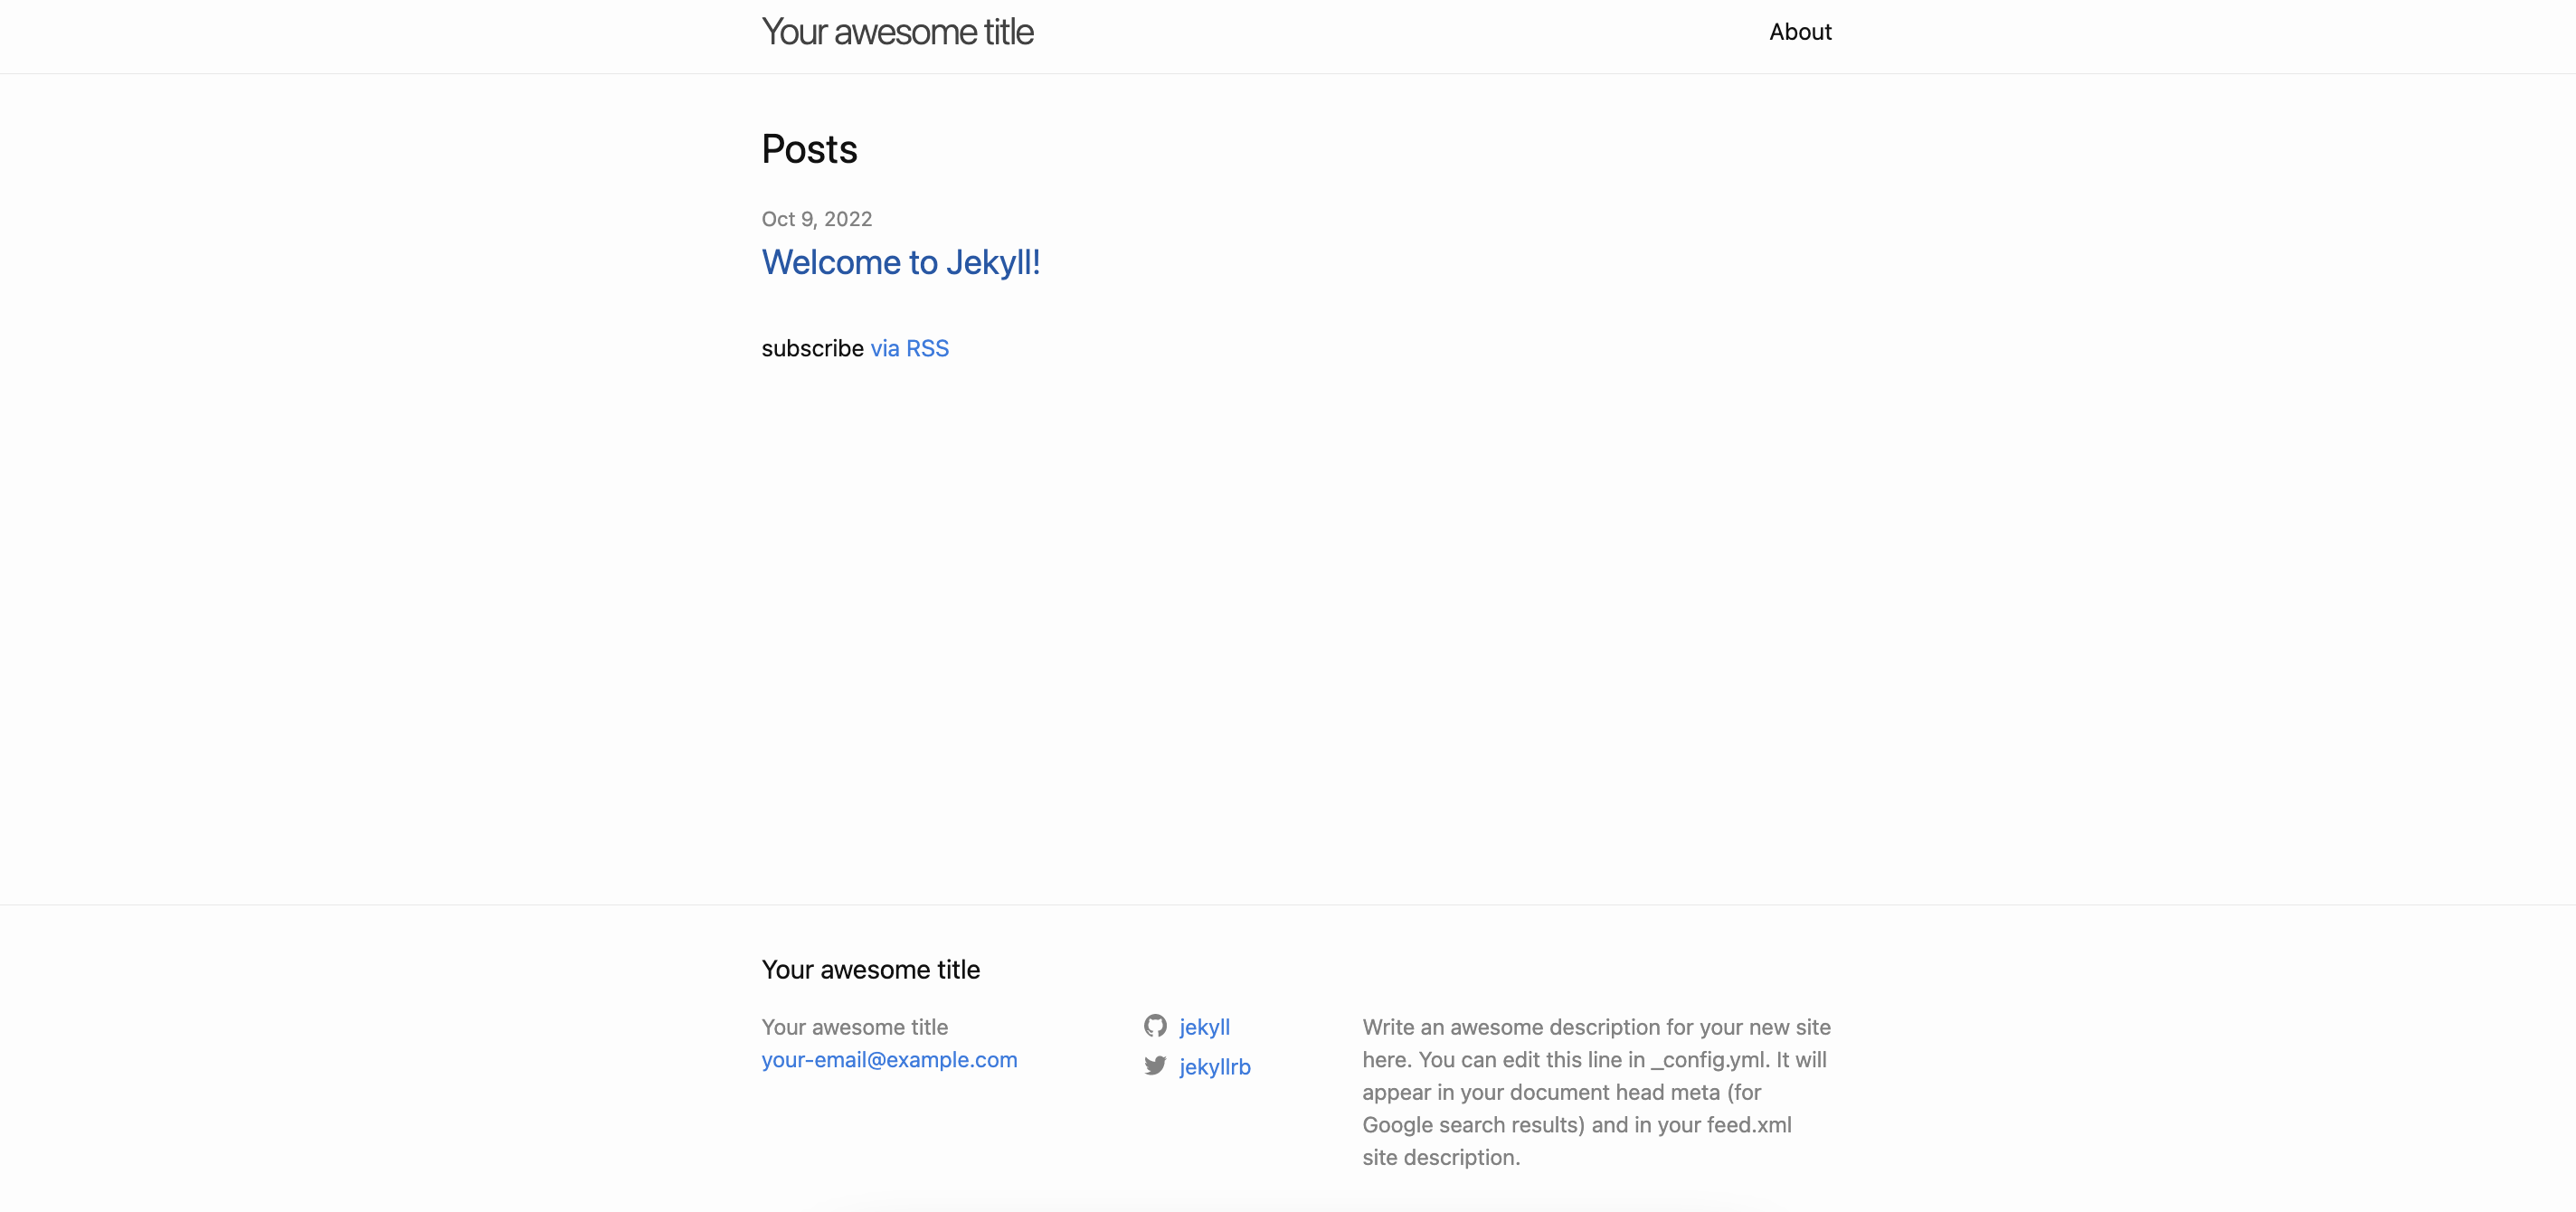 Your awesome title
About
Posts
Oct 9, 2022
Welcome to Jekyll!
subscribe via RSS
Your awesome title
Your awesome title
your-email@example.com
jekyll
jekyllrb
Write an awesome description for your new site
here. You can edit this line in _config.yml. It will
appear in your document head meta (for
Google search results) and in your feed.xml
site description.